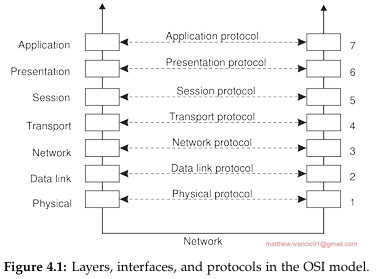 Application Application protocol 7
Presentation Presentation protocol 6
Session Session protocol 5
Transport Transport protocol 4
Network Network protocol 3
Data link Data link protocol 2
Physical Physical protocol 1
Network
matthew.ivancic91@gmail.com
Figure 4.1: Layers, interfaces, and protocols in the OSI model.